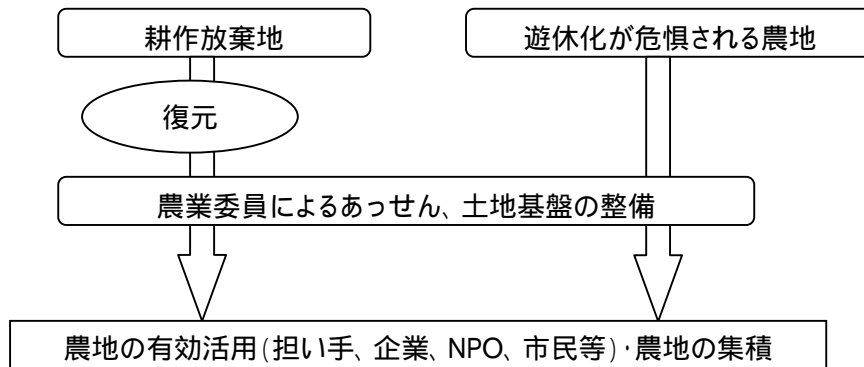 耕作放棄地
遊休化が危惧される農地
復元
農業委員によるあっせん、土地基盤の整備
農地の有効活用(担い手、企業、NPO、市民等)・農地の集積